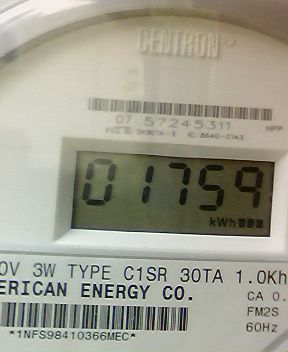 CENTRON®
07 57245311
01759
kWh
0V 3W TYPE C1SR 30TA 1.0Kh
ERICAN ENERGY CO.
CA 0.
FM2S
60Hz
*1NFS98410366MEC*